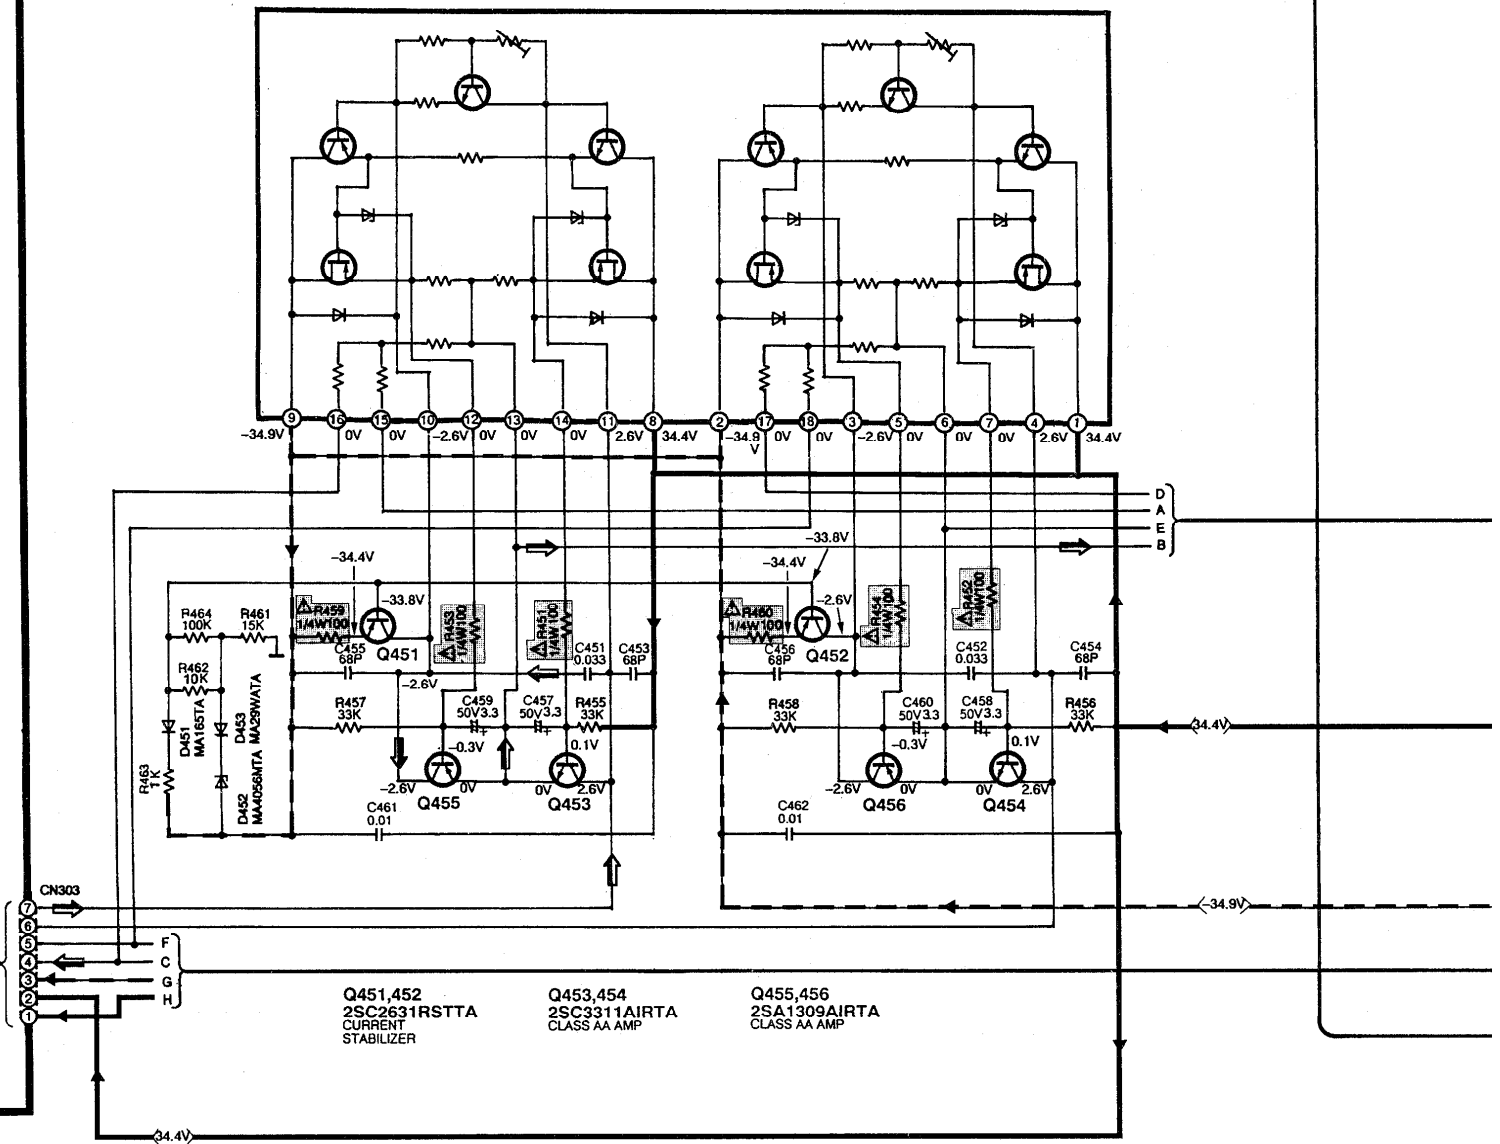 9 16 15 10 12 13 14 11 8 2 17 18 3 5 6 7 4 1
-34.9V 0V 0V -2.6V 0V 0V 0V 2.6V 34.4V -34.9V 0V 0V -2.6V 0V 0V 0V 2.6V 34.4V
D
A
E
B
-33.8V
-34.4V
-34.4V
R459
1/4W100
-33.8V
Q451
R453
1/4W100
R451
1/4W100
R460
1/4W100
-2.6V
Q452
R454
1/4W100
R452
1/4W100
R464
100K
R461
15K
R462
10K
C455
68P
C451
0.033
C453
68P
C456
68P
C452
0.033
C454
68P
-2.6V
D451
MA165TA
D453
MA29WATA
R463
1K
D452
MA4056MTA
R457
33K
C459
50V3.3
C457
50V3.3
R455
33K
R458
33K
C460
50V3.3
C458
50V3.3
R456
33K
34.4V
-0.3V
0.1V
-0.3V
0.1V
-2.6V
0V
0V
2.6V
-2.6V
0V
0V
2.6V
Q455
Q453
Q456
Q454
C461
0.01
C462
0.01
CN303
7
6
5
4
3
2
1
F
C
G
H
-34.9V
Q451,452
2SC2631RSTTA
CURRENT
STABILIZER
Q453,454
2SC3311AIRTA
CLASS AA AMP
Q455,456
2SA1309AIRTA
CLASS AA AMP
34.4V